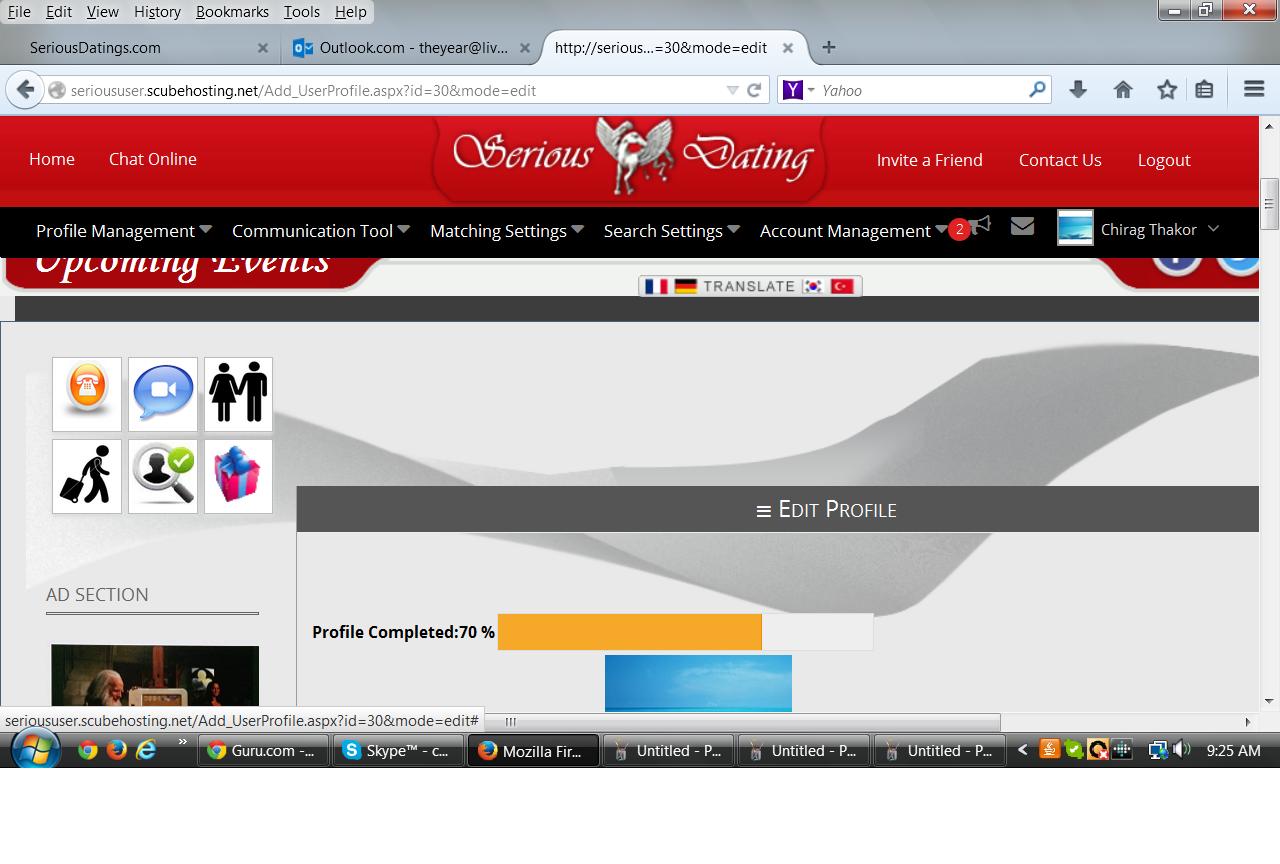 File Edit View History Bookmarks Tools Help
SeriousDatings.com
Outlook.com - theyear@liv...
http://serious...=30&mode=edit
serioususer.scubehosting.net/Add_UserProfile.aspx?id=30&mode=edit
Yahoo
Home Chat Online Serious Dating Invite a Friend Contact Us Logout
Profile Management Communication Tool Matching Settings Search Settings Account Management 2 Chirag Thakor
Upcoming Events
TRANSLATE
Edit Profile
AD SECTION
Profile Completed:70 %
serioususer.scubehosting.net/Add_UserProfile.aspx?id=30&mode=edit#
Guru.com -... Skype™ - c... Mozilla Fir... Untitled - P... Untitled - P... Untitled - P... 9:25 AM